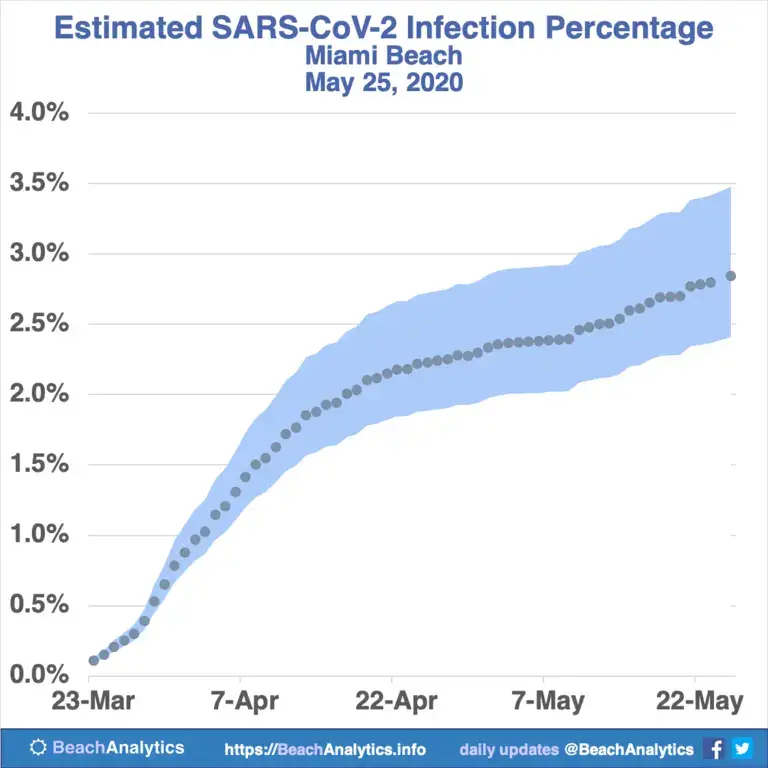 Estimated SARS-CoV-2 Infection Percentage
Miami Beach
May 25, 2020
4.0%
3.5%
3.0%
2.5%
2.0%
1.5%
1.0%
0.5%
0.0%
23-Mar 7-Apr 22-Apr 7-May 22-May
BeachAnalytics https://BeachAnalytics.info daily updates @BeachAnalytics